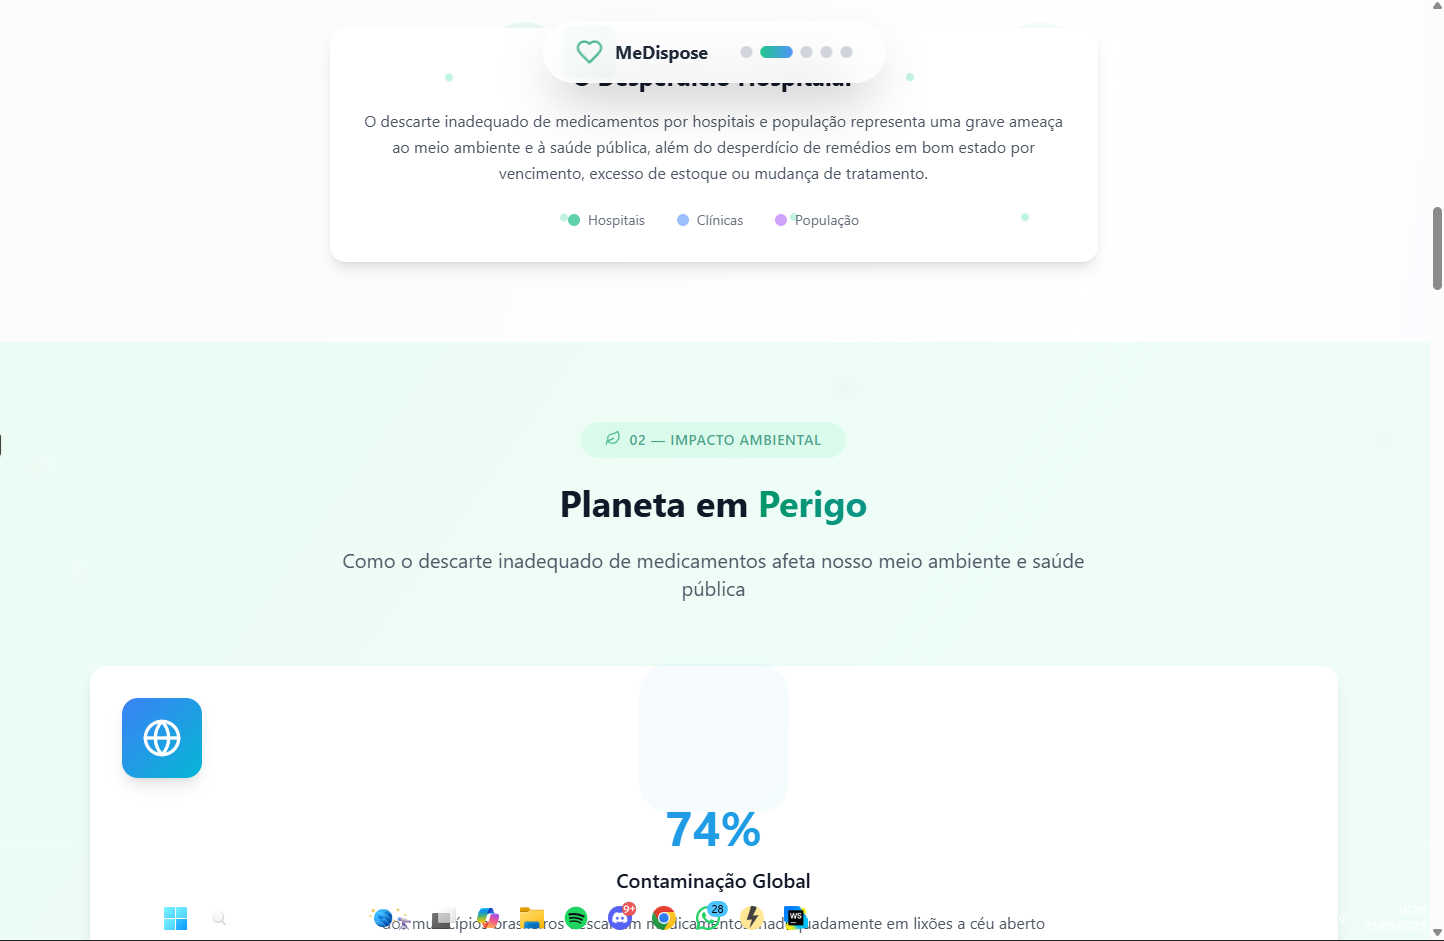 MeDispose
O Desperdício Hospitalar
O descarte inadequado de medicamentos por hospitais e população representa uma grave ameaça
ao meio ambiente e à saúde pública, além do desperdício de remédios em bom estado por
vencimento, excesso de estoque ou mudança de tratamento.
Hospitais Clínicas População
02 — IMPACTO AMBIENTAL
Planeta em Perigo
Como o descarte inadequado de medicamentos afeta nosso meio ambiente e saúde
pública
74%
Contaminação Global
dos municípios brasileiros descartam medicamentos inadequadamente em lixões a céu aberto
9+
28
WS